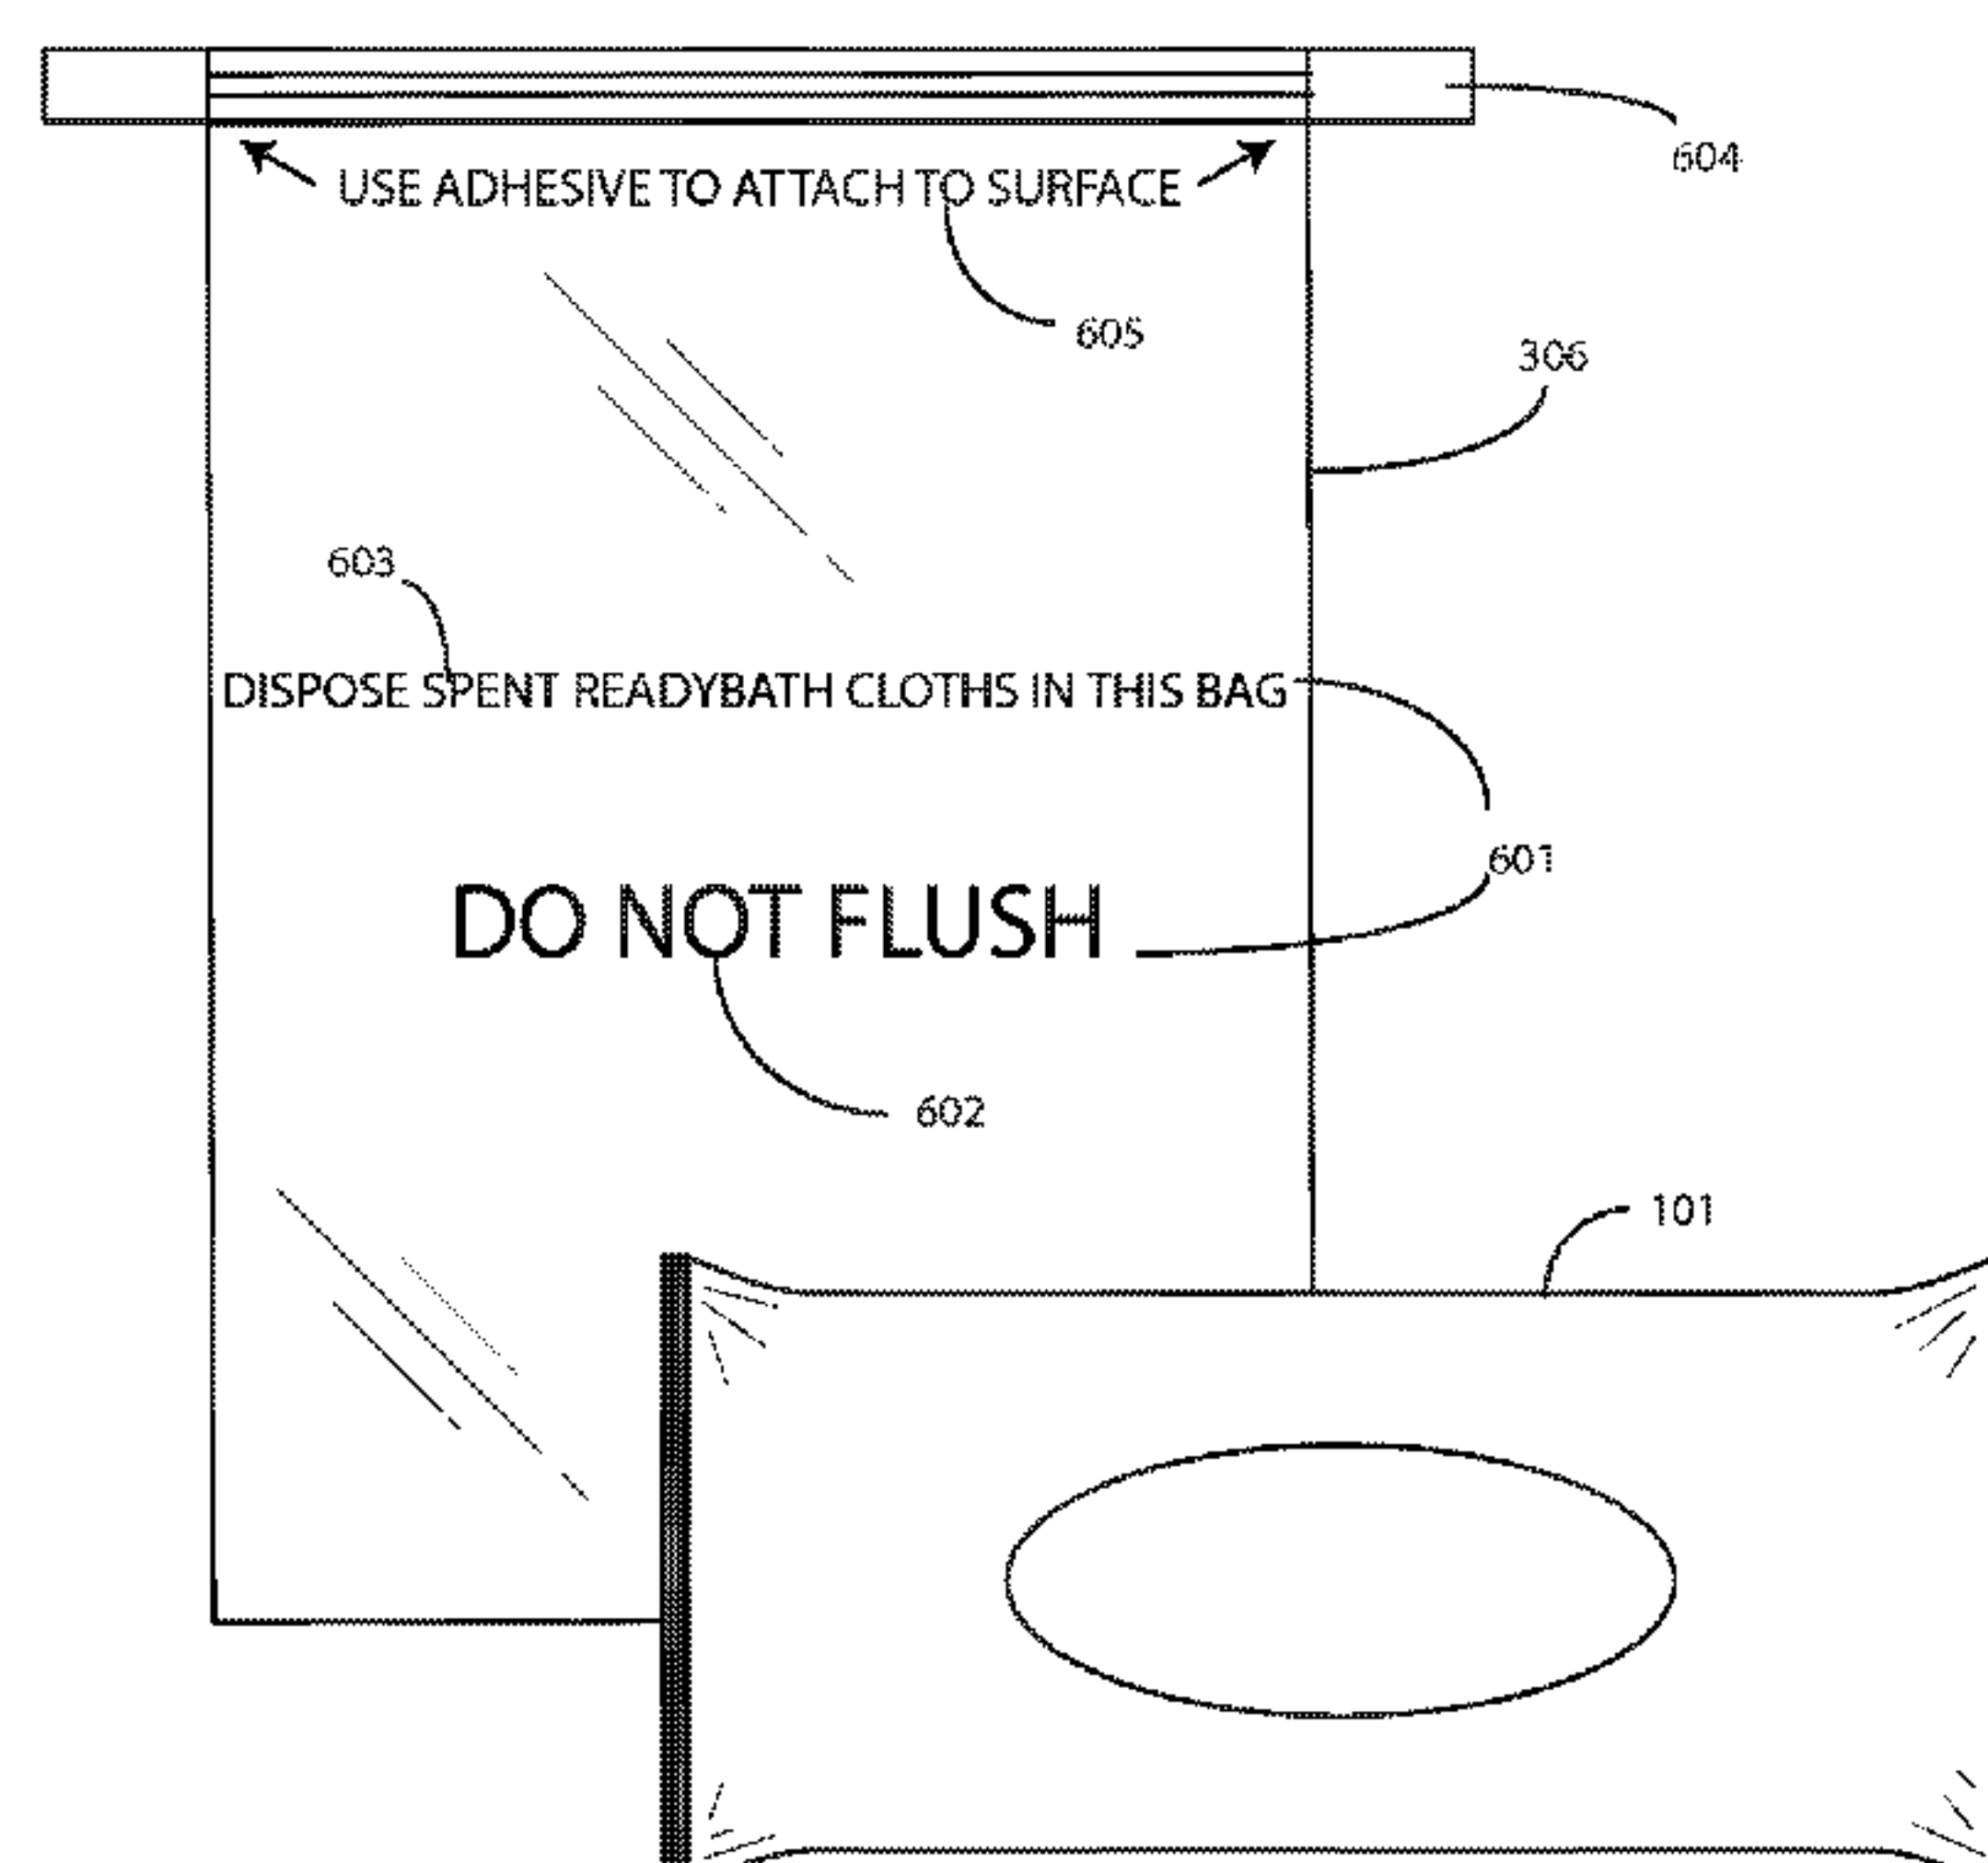 604
USE ADHESIVE TO ATTACH TO SURFACE
605
306
603
DISPOSE SPENT READYBATH CLOTHS IN THIS BAG
601
DO NOT FLUSH
602
101